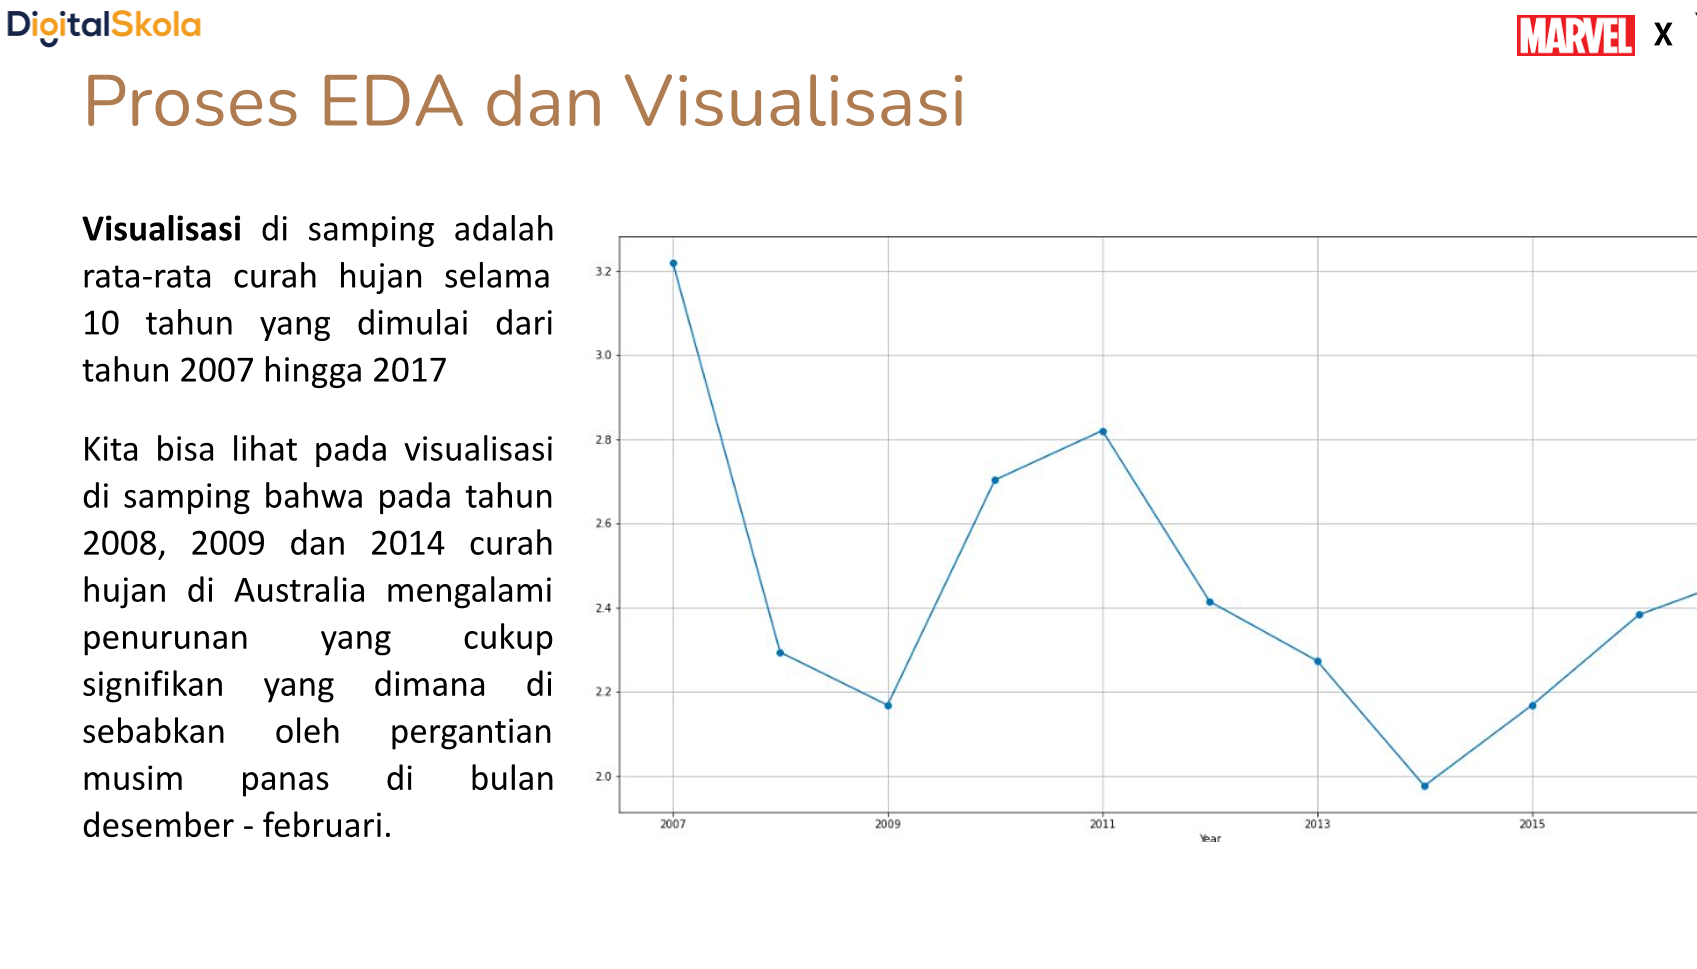 DigitalSkola
MARVEL X
Proses EDA dan Visualisasi
Visualisasi di samping adalah
rata-rata curah hujan selama
10 tahun yang dimulai dari
tahun 2007 hingga 2017
Kita bisa lihat pada visualisasi
di samping bahwa pada tahun
2008, 2009 dan 2014 curah
hujan di Australia mengalami
penurunan yang cukup
signifikan yang dimana di
sebabkan oleh pergantian
musim panas di bulan
desember - februari.
3.2
3.0
2.8
2.6
2.4
2.2
2.0
2007 2009 2011 2013 2015
Year